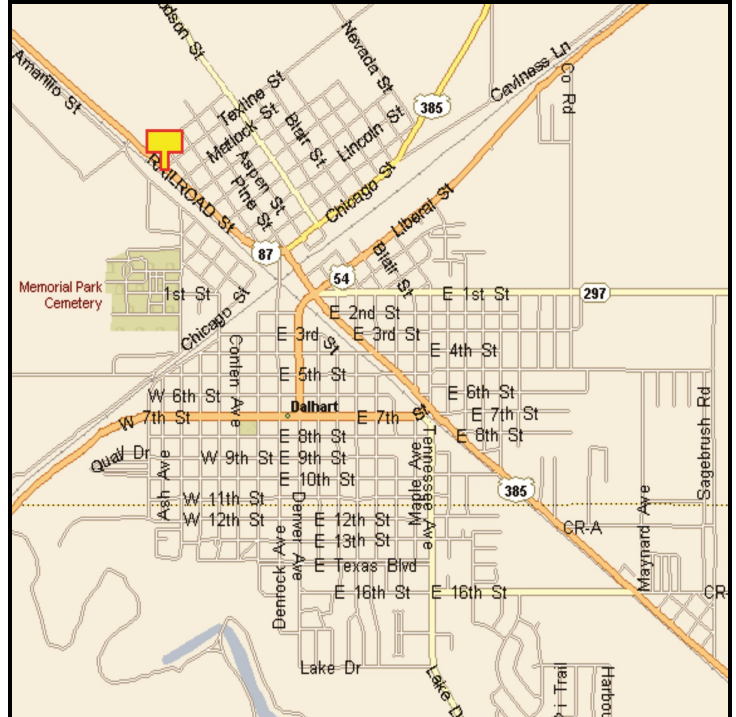 dson St
Nevada St
Amarillo St
Texline St
385
Caviness Ln
Co Rd
Matlock St
Blair St
Lincoln St
RAILROAD St
Aspen St
Pine St
Chicago St
Liberal St
87
54
Blair St
Memorial Park
Cemetery
1st St
E 1st St
297
Chicago St
E 2nd St
E 3rd St
E 3rd St
E 4th St
Conlen Ave
E 5th St
W 6th St
E 6th St
Dalhart
W 7th St
E 7th St
E 7th St
E 8th St
E 8th St
Quail Dr
W 9th St
E 9th St
E 10th St
Ash Ave
Maple Ave
Tennessee Ave
Sagebrush Rd
385
W 11th St
Denver Ave
W 12th St
E 12th St
CR-A
Maynard Ave
E 13th St
Denrock Ave
E Texas Blvd
E 16th St
E 16th St
CR-
Lake Dr
Lake D
i Trail
Harbo